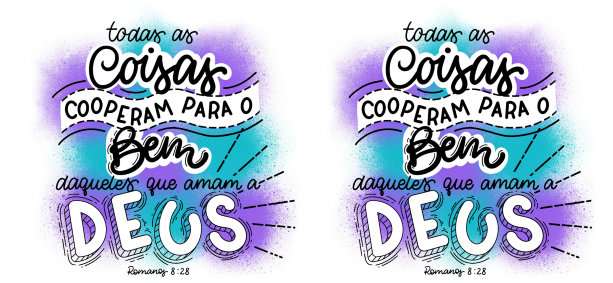 todas as
Coisas
COOPERAM PARA O
Bem
daqueles que amam a
DEUS
Romanos 8:28
todas as
Coisas
COOPERAM PARA O
Bem
daqueles que amam a
DEUS
Romanos 8:28